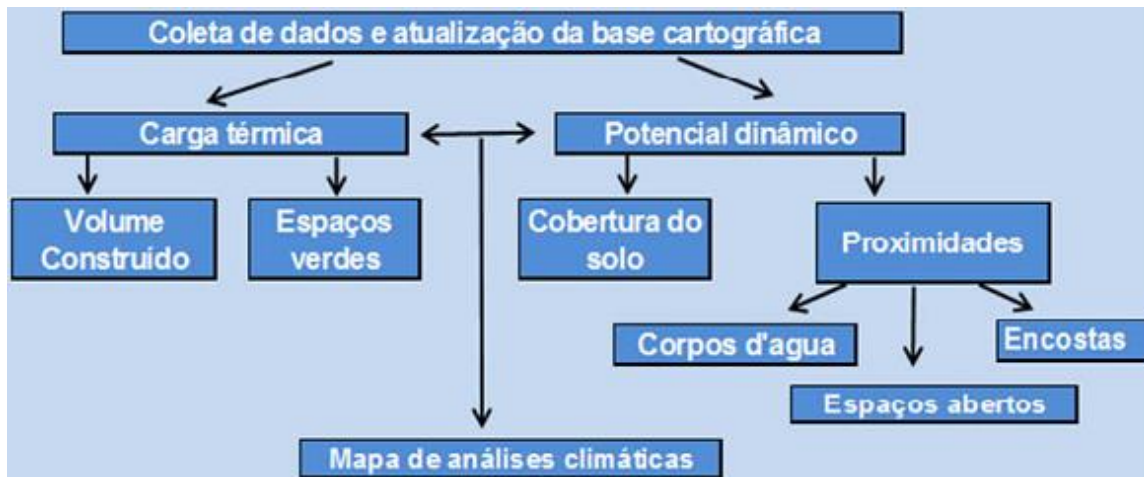 Coleta de dados e atualização da base cartográfica
Carga térmica
Potencial dinâmico
Volume
Construído
Espaços
verdes
Cobertura do
solo
Proximidades
Corpos d'agua
Encostas
Espaços abertos
Mapa de análises climáticas